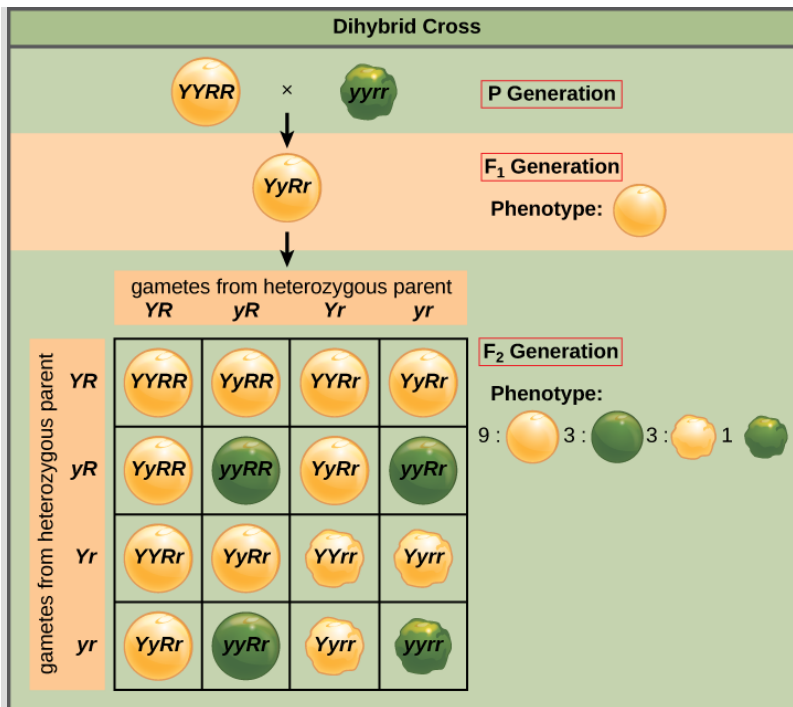 Dihybrid Cross
YYRR × yyrr
P Generation
YyRr
F₁ Generation
Phenotype:
gametes from heterozygous parent
YR yR Yr yr
gametes from heterozygous parent
YR YYRR YyRR YYRr YyRr
yR YyRR yyRR YyRr yyRr
Yr YYRr YyRr YYrr Yyrr
yr YyRr yyRr Yyrr yyrr
F₂ Generation
Phenotype:
9 : 3 : 3 : 1